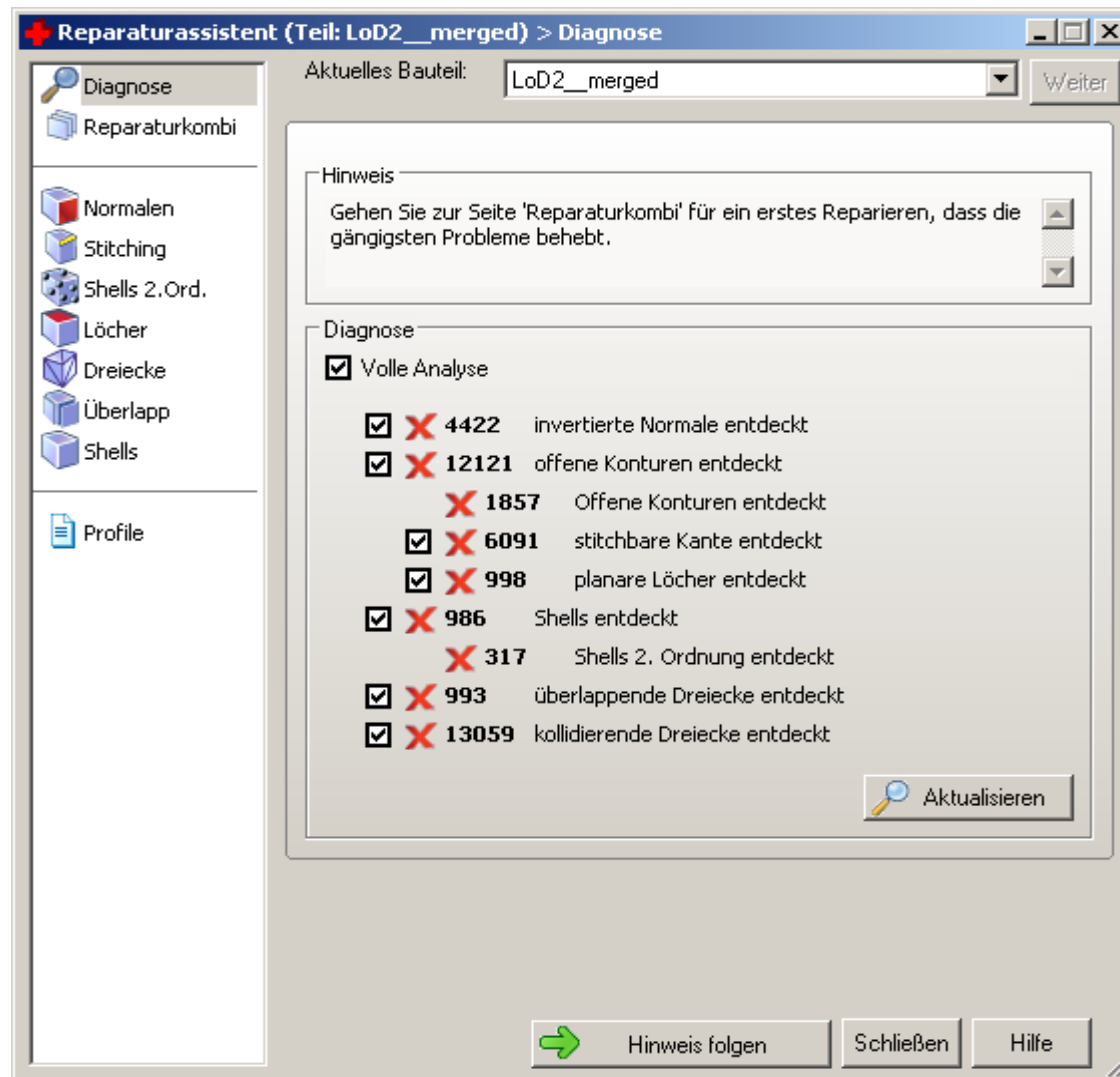 Reparaturassistent (Teil: LoD2__merged) > Diagnose
Diagnose
Reparaturkombi
Normalen
Stitching
Shells 2.Ord.
Löcher
Dreiecke
Überlapp
Shells
Profile
Aktuelles Bauteil:
LoD2__merged
Weiter
Hinweis
Gehen Sie zur Seite 'Reparaturkombi' für ein erstes Reparieren, dass die
gängigsten Probleme behebt.
Diagnose
Volle Analyse
4422 invertierte Normale entdeckt
12121 offene Konturen entdeckt
1857 Offene Konturen entdeckt
6091 stitchbare Kante entdeckt
998 planare Löcher entdeckt
986 Shells entdeckt
317 Shells 2. Ordnung entdeckt
993 überlappende Dreiecke entdeckt
13059 kollidierende Dreiecke entdeckt
Aktualisieren
Hinweis folgen
Schließen
Hilfe